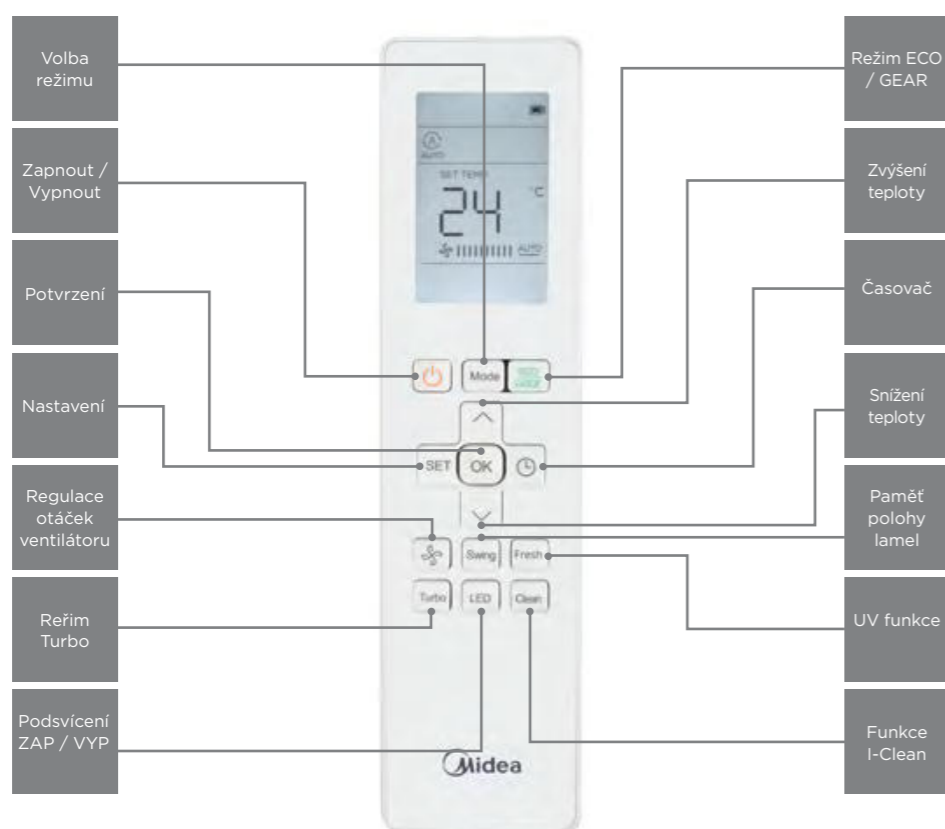 Volba
režimu
Zapnout /
Vypnout
Potvrzení
Nastavení
Regulace
otáček
ventilátoru
Reřim
Turbo
Podsvícení
ZAP / VYP
AUTO
SET TEMP
24 °C
AUTO
Mode
SET
OK
Swing
Fresh
Turbo
LED
Clean
Midea
Režim ECO
/ GEAR
Zvýšení
teploty
Časovač
Snížení
teploty
Paměť
polohy
lamel
UV funkce
Funkce
I-Clean